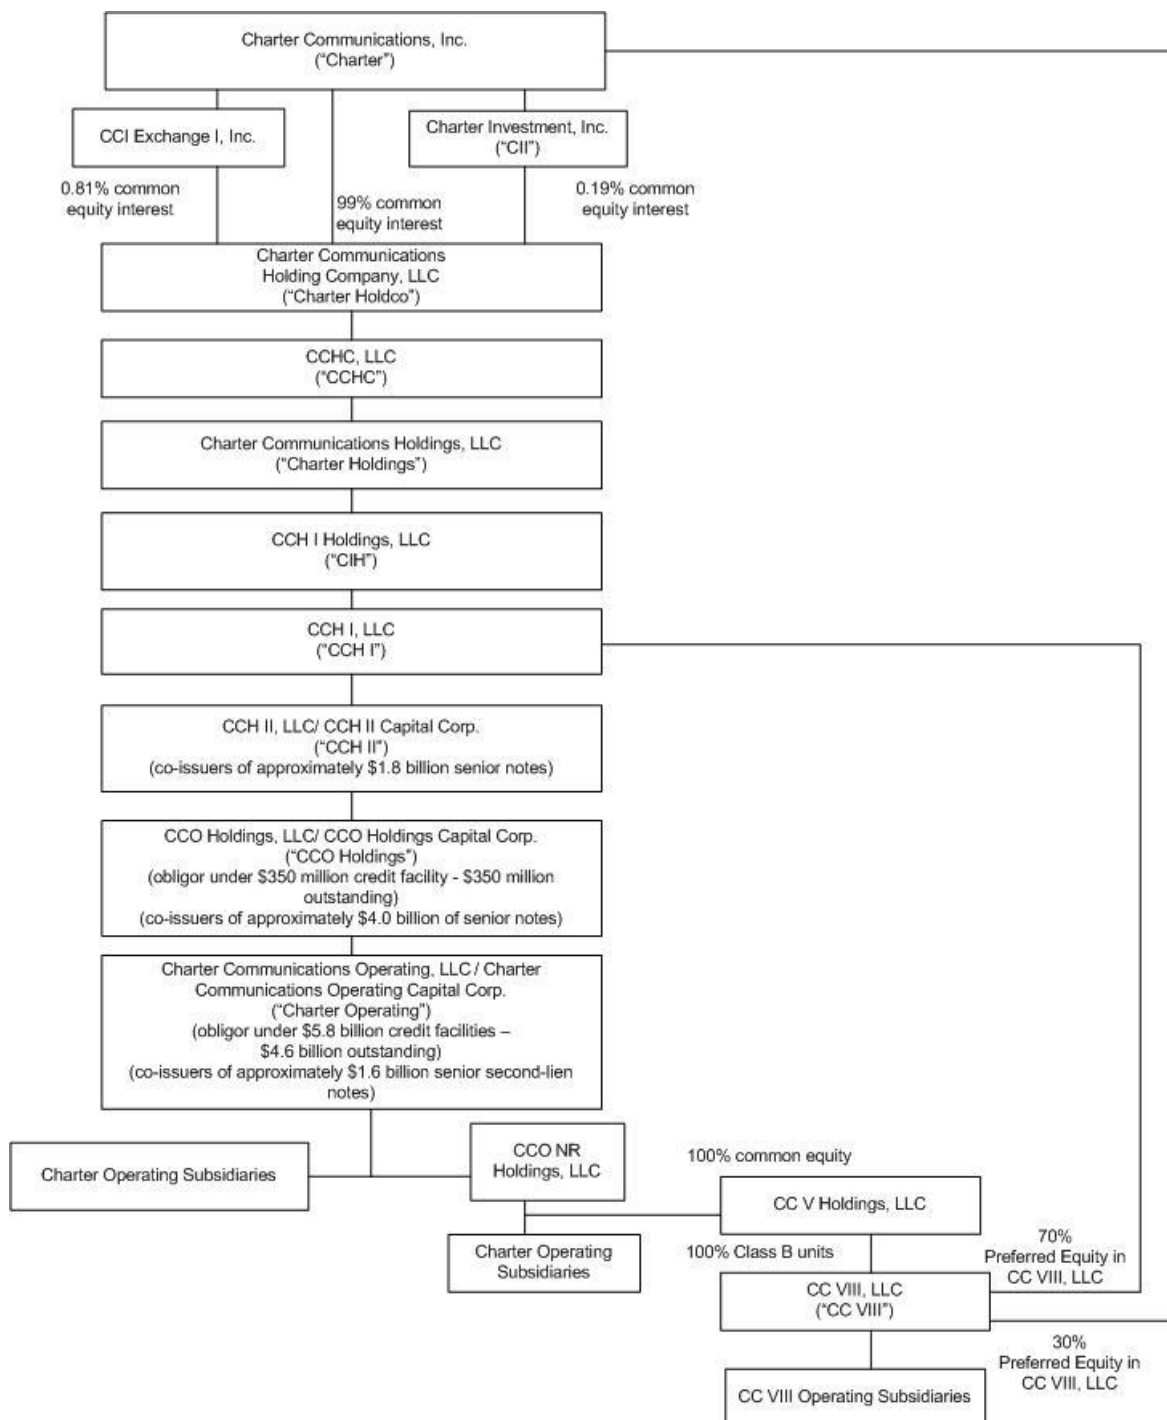 Charter Communications, Inc.
(“Charter”)
CCI Exchange I, Inc.
Charter Investment, Inc.
(“CII”)
0.81% common
equity interest
99% common
equity interest
0.19% common
equity interest
Charter Communications
Holding Company, LLC
(“Charter Holdco”)
CCHC, LLC
(“CCHC”)
Charter Communications Holdings, LLC
(“Charter Holdings”)
CCH I Holdings, LLC
(“CIH”)
CCH I, LLC
(“CCH I”)
CCH II, LLC/ CCH II Capital Corp.
(“CCH II”)
(co-issuers of approximately $1.8 billion senior notes)
CCO Holdings, LLC/ CCO Holdings Capital Corp.
(“CCO Holdings”)
(obligor under $350 million credit facility - $350 million
outstanding)
(co-issuers of approximately $4.0 billion of senior notes)
Charter Communications Operating, LLC / Charter
Communications Operating Capital Corp.
(“Charter Operating”)
(obligor under $5.8 billion credit facilities –
$4.6 billion outstanding)
(co-issuers of approximately $1.6 billion senior second-lien
notes)
Charter Operating Subsidiaries
CCO NR
Holdings, LLC
100% common equity
CC V Holdings, LLC
Charter Operating
Subsidiaries
100% Class B units
70%
Preferred Equity in
CC VIII, LLC
CC VIII, LLC
(“CC VIII”)
30%
Preferred Equity in
CC VIII, LLC
CC VIII Operating Subsidiaries